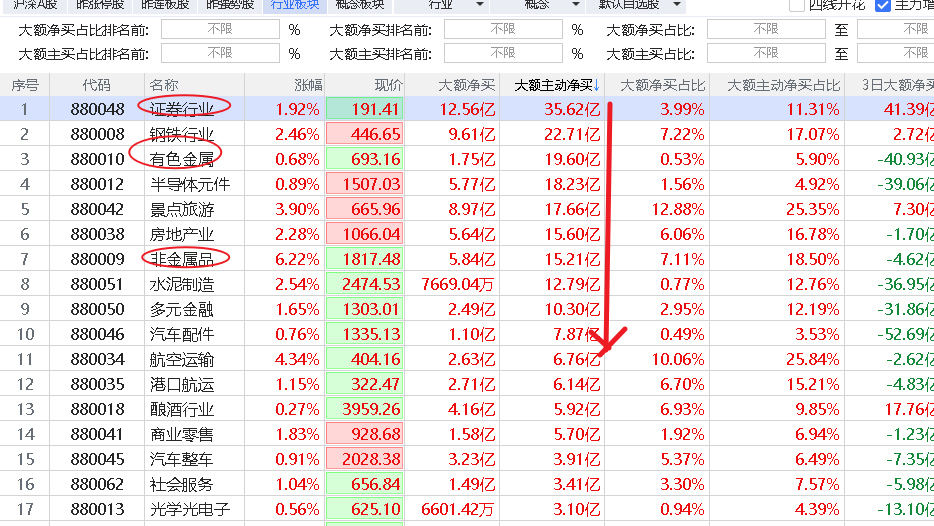 沪深A股 昨涨停股 昨连板股 昨强势股 行业板块 概念板块 行业 概念 默认自选股 四线开花 主力增
大额净买占比排名前: 不限 % 大额净买排名前: 不限 % 大额净买占比: 不限 至 不限
大额主买占比排名前: 不限 % 大额主买排名前: 不限 % 大额主买占比: 不限 至 不限
序号 代码 名称 涨幅 现价 大额净买 大额主动净买↓ 大额净买占比 大额主动净买占比 3日大额净买
1 880048 证券行业 1.92% 191.41 12.56亿 35.62亿 3.99% 11.31% 41.39亿
2 880008 钢铁行业 2.46% 446.65 9.61亿 22.71亿 7.22% 17.07% 2.72亿
3 880010 有色金属 0.68% 693.16 1.75亿 19.60亿 0.53% 5.90% -40.93亿
4 880012 半导体元件 0.89% 1507.03 5.77亿 18.23亿 1.56% 4.92% -39.06亿
5 880042 景点旅游 3.90% 665.96 8.97亿 17.66亿 12.88% 25.35% 7.30亿
6 880038 房地产业 2.28% 1066.04 5.64亿 15.60亿 6.06% 16.78% -1.70亿
7 880009 非金属品 6.22% 1817.48 5.84亿 15.21亿 7.11% 18.50% -4.62亿
8 880051 水泥制造 2.54% 2474.53 7669.04万 12.79亿 0.77% 12.76% -36.95亿
9 880050 多元金融 1.65% 1303.01 2.49亿 10.30亿 2.95% 12.19% -31.86亿
10 880046 汽车配件 0.76% 1335.13 1.10亿 7.87亿 0.49% 3.53% -52.69亿
11 880034 航空运输 4.34% 404.16 2.63亿 6.76亿 10.06% 25.84% -2.62亿
12 880035 港口航运 1.15% 322.47 2.71亿 6.14亿 6.70% 15.21% -4.83亿
13 880018 酿酒行业 0.27% 3959.26 4.16亿 5.92亿 6.93% 9.85% 17.76亿
14 880041 商业零售 1.83% 928.68 1.58亿 5.70亿 1.92% 6.94% -1.23亿
15 880045 汽车整车 0.91% 2028.38 3.23亿 3.91亿 5.37% 6.49% -7.35亿
16 880062 社会服务 1.04% 656.84 1.49亿 3.41亿 3.30% 7.57% -5.98亿
17 880013 光学光电子 0.56% 625.10 6601.42万 3.10亿 0.94% 4.39% -13.10亿